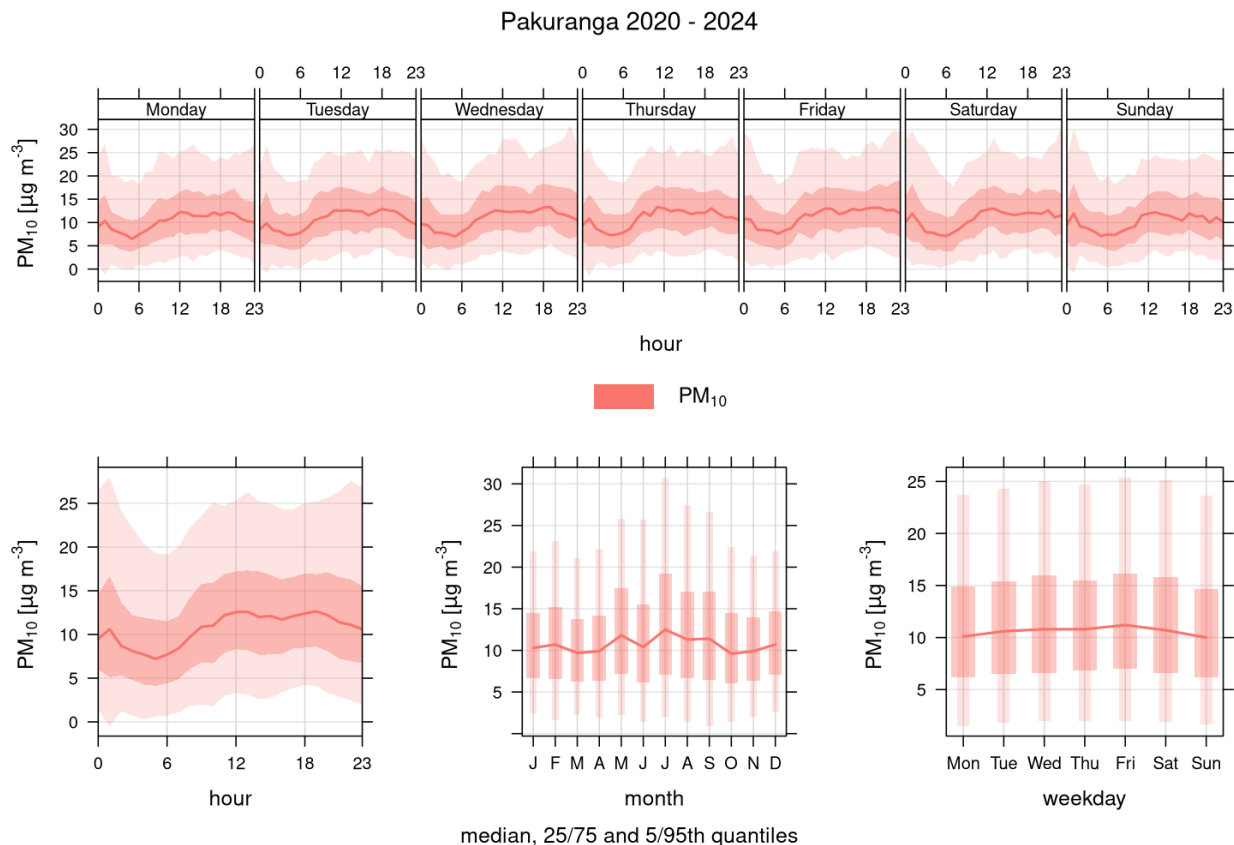 Pakuranga 2020 - 2024
0 6 12 18 23 0 6 12 18 23 0 6 12 18 23
Monday Tuesday Wednesday Thursday Friday Saturday Sunday
PM10 [µg m-3]
30
25
20
15
10
5
0
0 6 12 18 23 0 6 12 18 23 0 6 12 18 23 0 6 12 18 23
hour
PM10
PM10 [µg m-3]
25
20
15
10
5
0
0 6 12 18 23
hour
PM10 [µg m-3]
30
25
20
15
10
5
J F M A M J J A S O N D
month
PM10 [µg m-3]
25
20
15
10
5
Mon Tue Wed Thu Fri Sat Sun
weekday
median, 25/75 and 5/95th quantiles